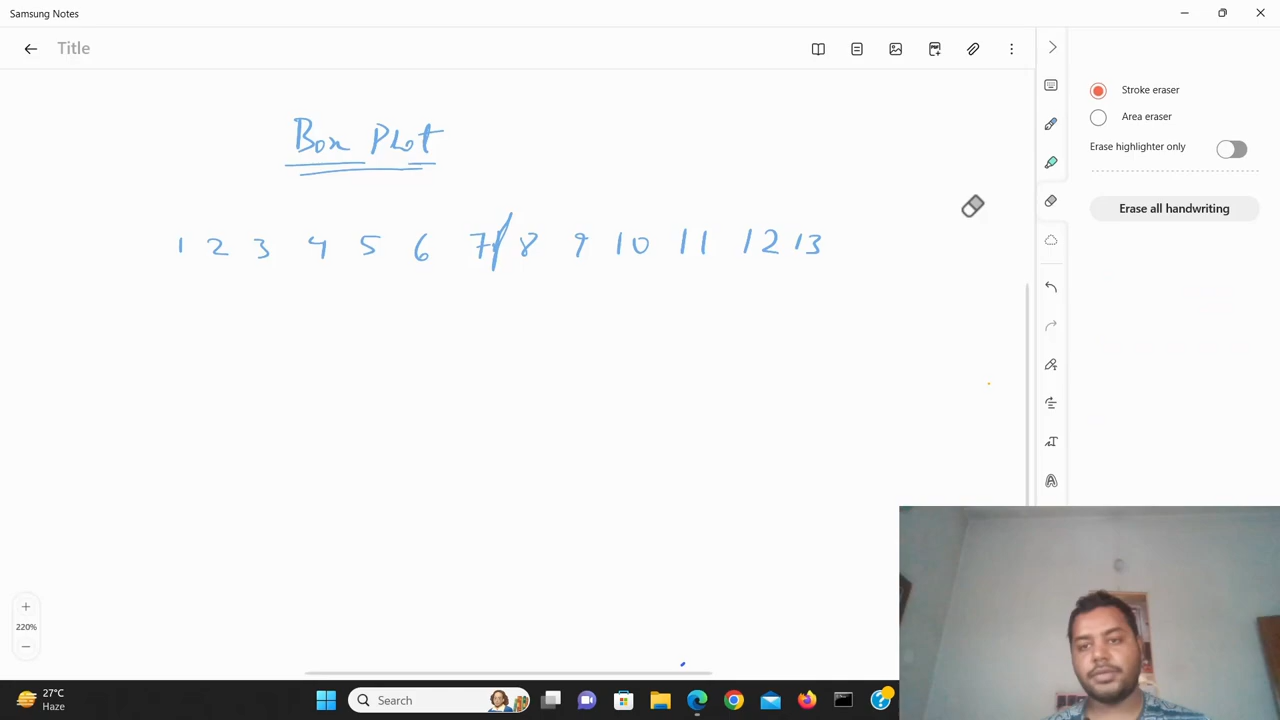 Samsung Notes
Title
Stroke eraser
Area eraser
Erase highlighter only
Erase all handwriting
Box Plot
1 2 3 4 5 6 7 8 9 10 11 12 13
220%
27°C
Haze
Search